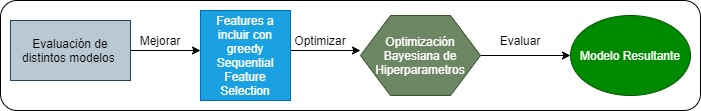 Evaluación de
distintos modelos
Mejorar
Features a
incluir con
greedy
Sequential
Feature
Selection
Optimizar
Optimización
Bayesiana de
Hiperparametros
Evaluar
Modelo Resultante